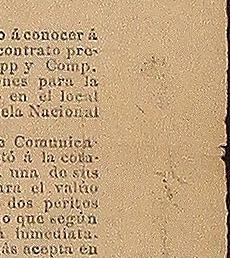 o á conocer á
contrato pre-
pp y Comp.
nes para la
s en el local
ela Nacional
e Comunica-
tó á la
á una de sus
ara el valúo
dos peritos
o que según
á inmediata-
ás acepta en